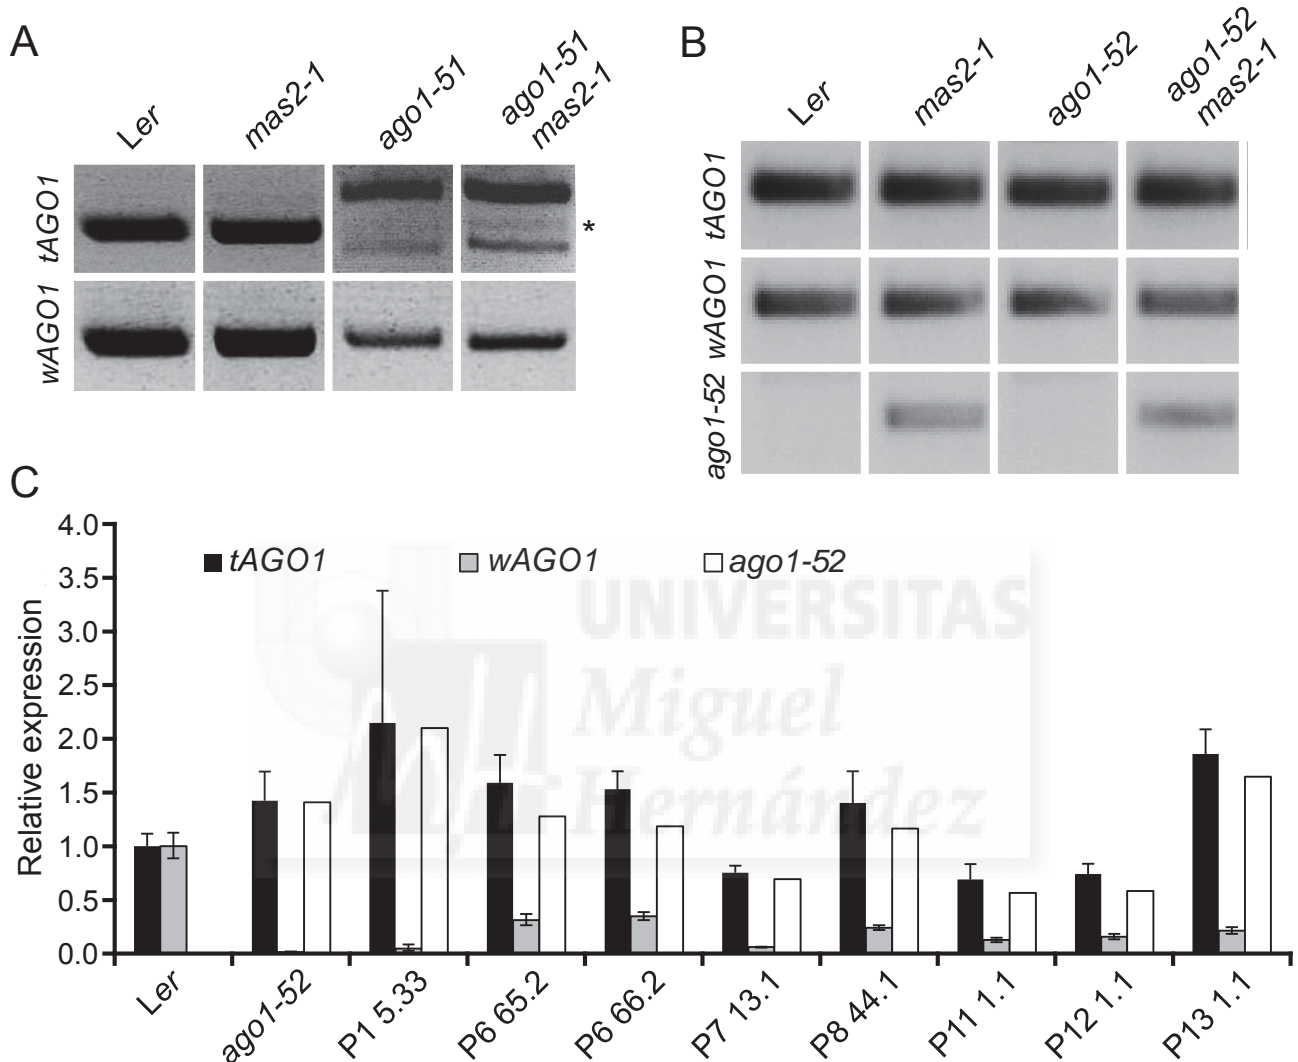 A
Ler
mas2-1
ago1-51
ago1-51
mas2-1
tAGO1
*
wAGO1
B
Ler
mas2-1
ago1-52
ago1-52
mas2-1
tAGO1
wAGO1
ago1-52
C
Relative expression
4.0
3.5
3.0
2.5
2.0
1.5
1.0
0.5
0.0
tAGO1
wAGO1
ago1-52
UNIVERSITAS
Miguel
Hernández
Ler
ago1-52
P1 5.33
P6 65.2
P6 66.2
P7 13.1
P8 44.1
P11 1.1
P12 1.1
P13 1.1